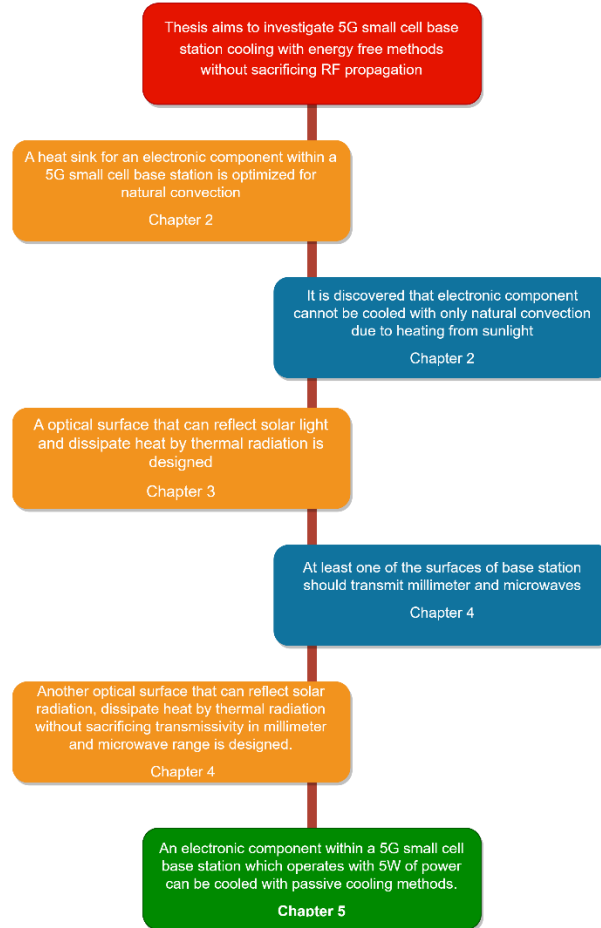 Thesis aims to investigate 5G small cell base
station cooling with energy free methods
without sacrificing RF propagation
A heat sink for an electronic component within a
5G small cell base station is optimized for
natural convection
Chapter 2
It is discovered that electronic component
cannot be cooled with only natural convection
due to heating from sunlight
Chapter 2
A optical surface that can reflect solar light
and dissipate heat by thermal radiation is
designed
Chapter 3
At least one of the surfaces of base station
should transmit millimeter and microwaves
Chapter 4
Another optical surface that can reflect solar
radiation, dissipate heat by thermal radiation
without sacrificing transmissivity in millimeter
and microwave range is designed.
Chapter 4
An electronic component within a 5G small cell
base station which operates with 5W of power
can be cooled with passive cooling methods.
Chapter 5